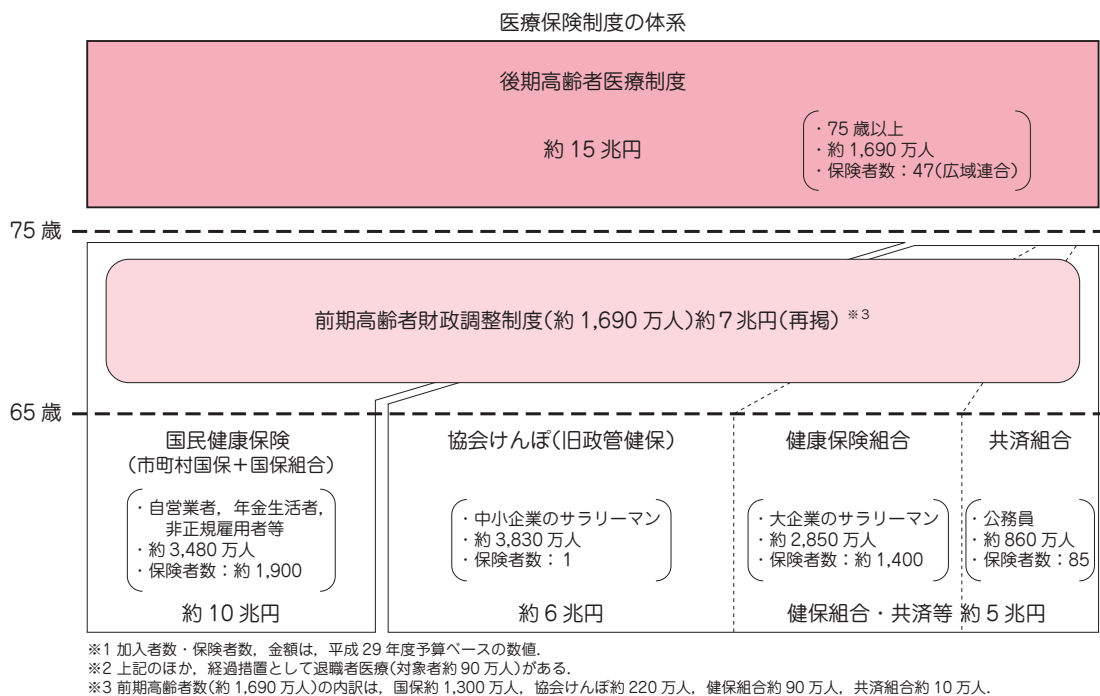 医療保険制度の体系
後期高齢者医療制度
約 15 兆円
・75 歳以上
・約 1,690 万人
・保険者数：47(広域連合)
75 歳
前期高齢者財政調整制度(約 1,690 万人)約７兆円(再掲) ※3
65 歳
国民健康保険
(市町村国保＋国保組合)
・自営業者，年金生活者，
非正規雇用者等
・約 3,480 万人
・保険者数：約 1,900
約 10 兆円
協会けんぽ(旧政管健保)
・中小企業のサラリーマン
・約 3,830 万人
・保険者数：1
約 6 兆円
健康保険組合
・大企業のサラリーマン
・約 2,850 万人
・保険者数：約 1,400
共済組合
・公務員
・約 860 万人
・保険者数：85
健保組合・共済等 約 5 兆円
※1 加入者数・保険者数，金額は，平成 29 年度予算ベースの数値．
※2 上記のほか，経過措置として退職者医療(対象者約 90 万人)がある．
※3 前期高齢者数(約 1,690 万人)の内訳は，国保約 1,300 万人，協会けんぽ約 220 万人，健保組合約 90 万人，共済組合約 10 万人．